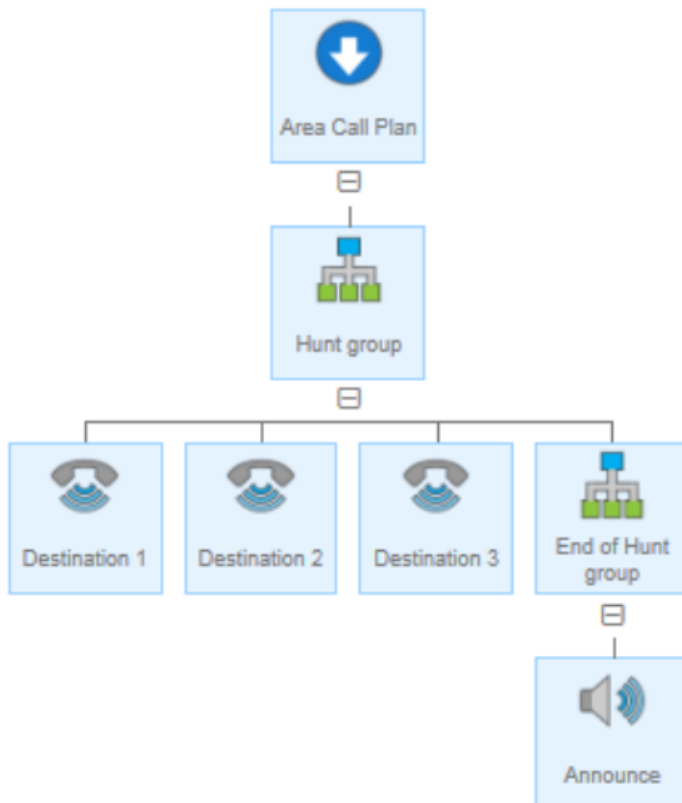 Area Call Plan
Hunt group
Destination 1
Destination 2
Destination 3
End of Hunt
group
Announce